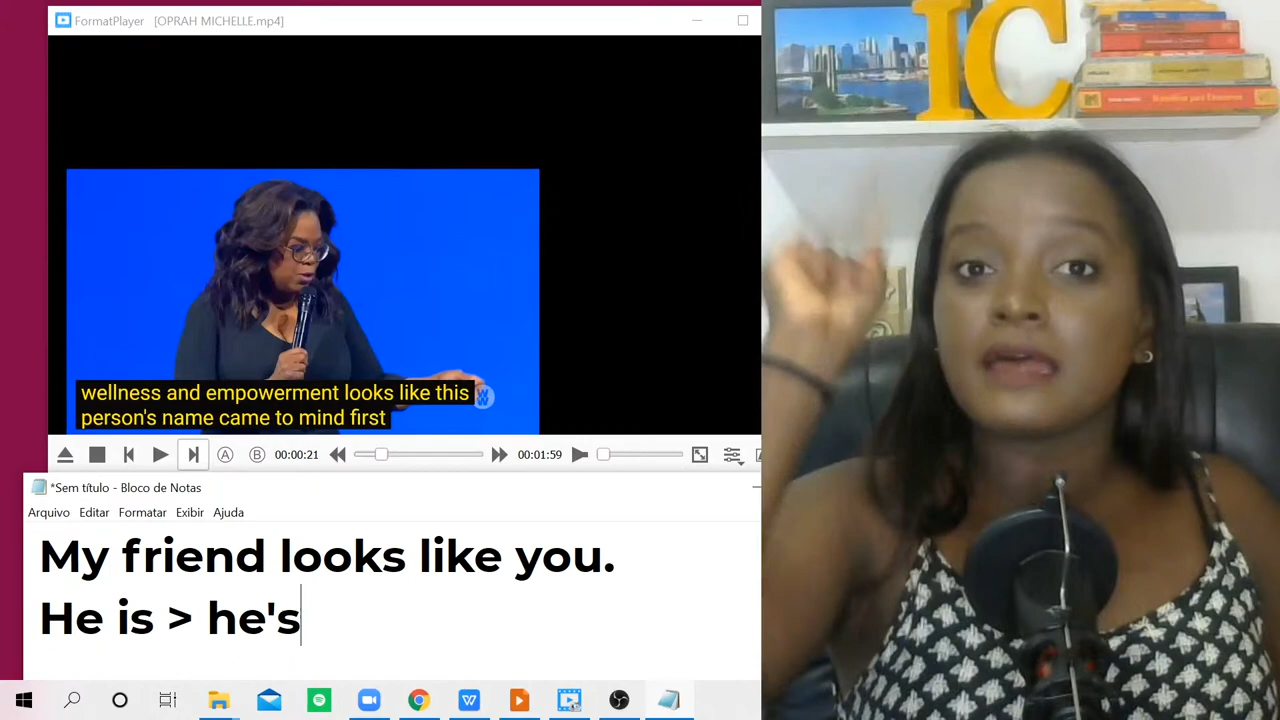 FormatPlayer [OPRAH MICHELLE.mp4]
IC
wellness and empowerment looks like this
person's name came to mind first
00:00:21
00:01:59
*Sem título - Bloco de Notas
Arquivo Editar Formatar Exibir Ajuda
My friend looks like you.
He is > he's